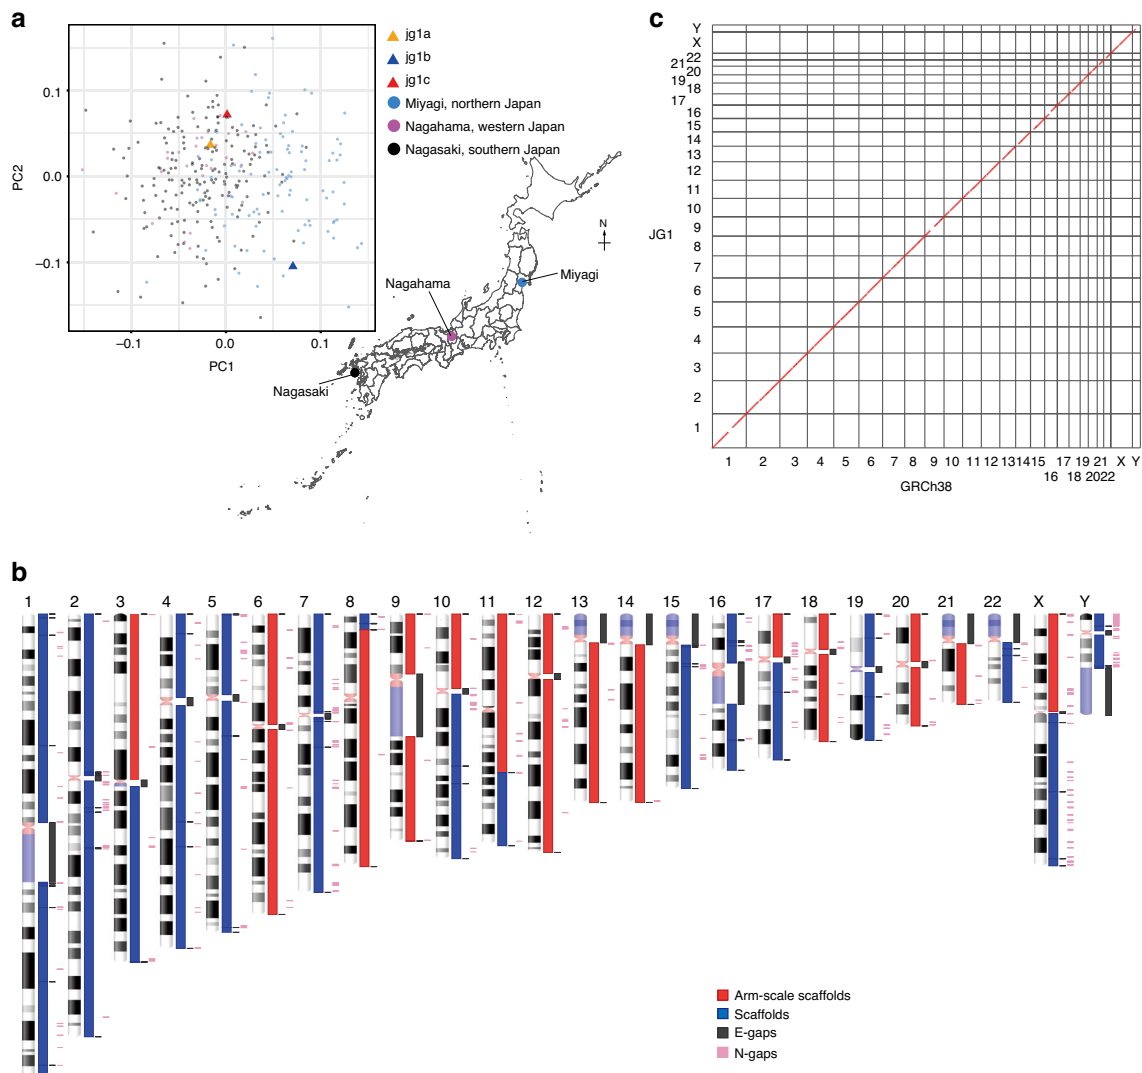 a
jg1a
jg1b
jg1c
Miyagi, northern Japan
Nagahama, western Japan
Nagasaki, southern Japan
0.1
0.0
−0.1
PC2
−0.1
0.0
0.1
PC1
N
Miyagi
Nagahama
Nagasaki
c
Y
X
22
21
20
19
18
17
16
15
14
13
12
11
10
9
8
7
6
5
4
3
2
1
JG1
1 2 3 4 5 6 7 8 9 10 11 12 13 14 15 17 19 21 X Y
16 18 20 22
GRCh38
b
1 2 3 4 5 6 7 8 9 10 11 12 13 14 15 16 17 18 19 20 21 22 X Y
Arm-scale scaffolds
Scaffolds
E-gaps
N-gaps